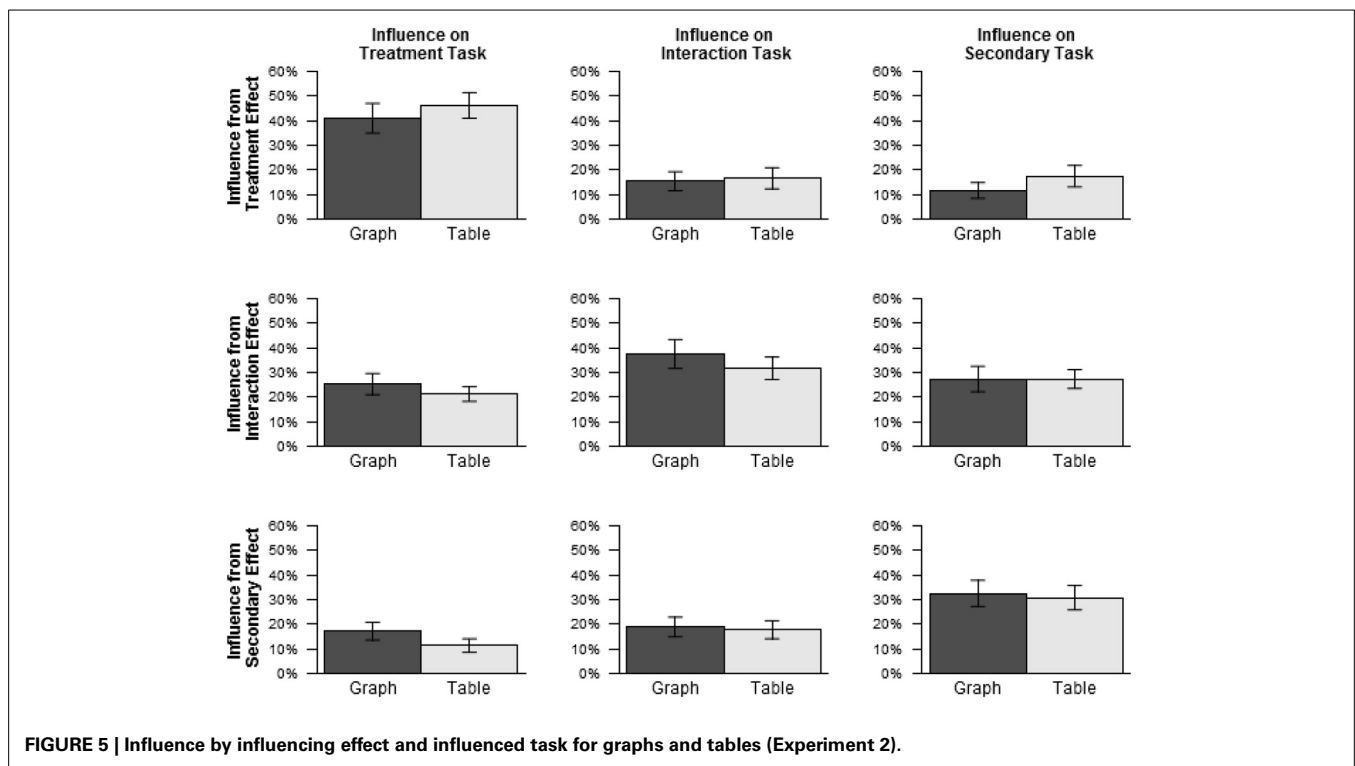 Influence on
Treatment Task
Influence on
Interaction Task
Influence on
Secondary Task
Influence from
Treatment Effect
60%
50%
40%
30%
20%
10%
0%
Graph Table
60%
50%
40%
30%
20%
10%
0%
Graph Table
60%
50%
40%
30%
20%
10%
0%
Graph Table
Influence from
Interaction Effect
60%
50%
40%
30%
20%
10%
0%
Graph Table
60%
50%
40%
30%
20%
10%
0%
Graph Table
60%
50%
40%
30%
20%
10%
0%
Graph Table
Influence from
Secondary Effect
60%
50%
40%
30%
20%
10%
0%
Graph Table
60%
50%
40%
30%
20%
10%
0%
Graph Table
60%
50%
40%
30%
20%
10%
0%
Graph Table
FIGURE 5 | Influence by influencing effect and influenced task for graphs and tables (Experiment 2).